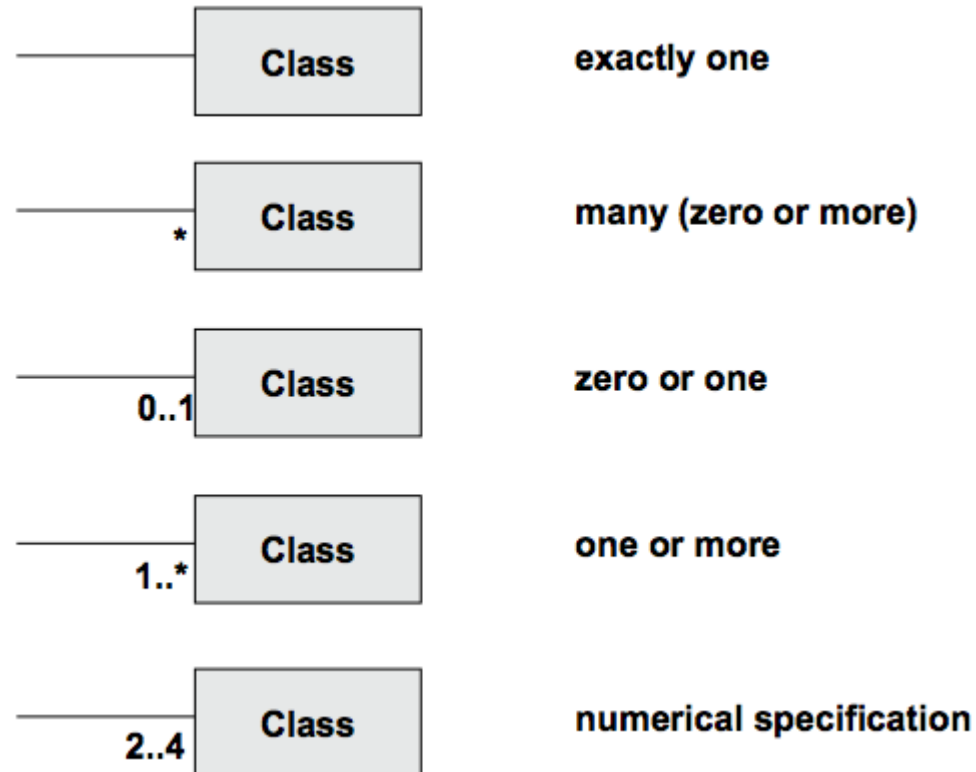 Class exactly one
Class many (zero or more)
*
Class zero or one
0..1
Class one or more
1..*
Class numerical specification
2..4